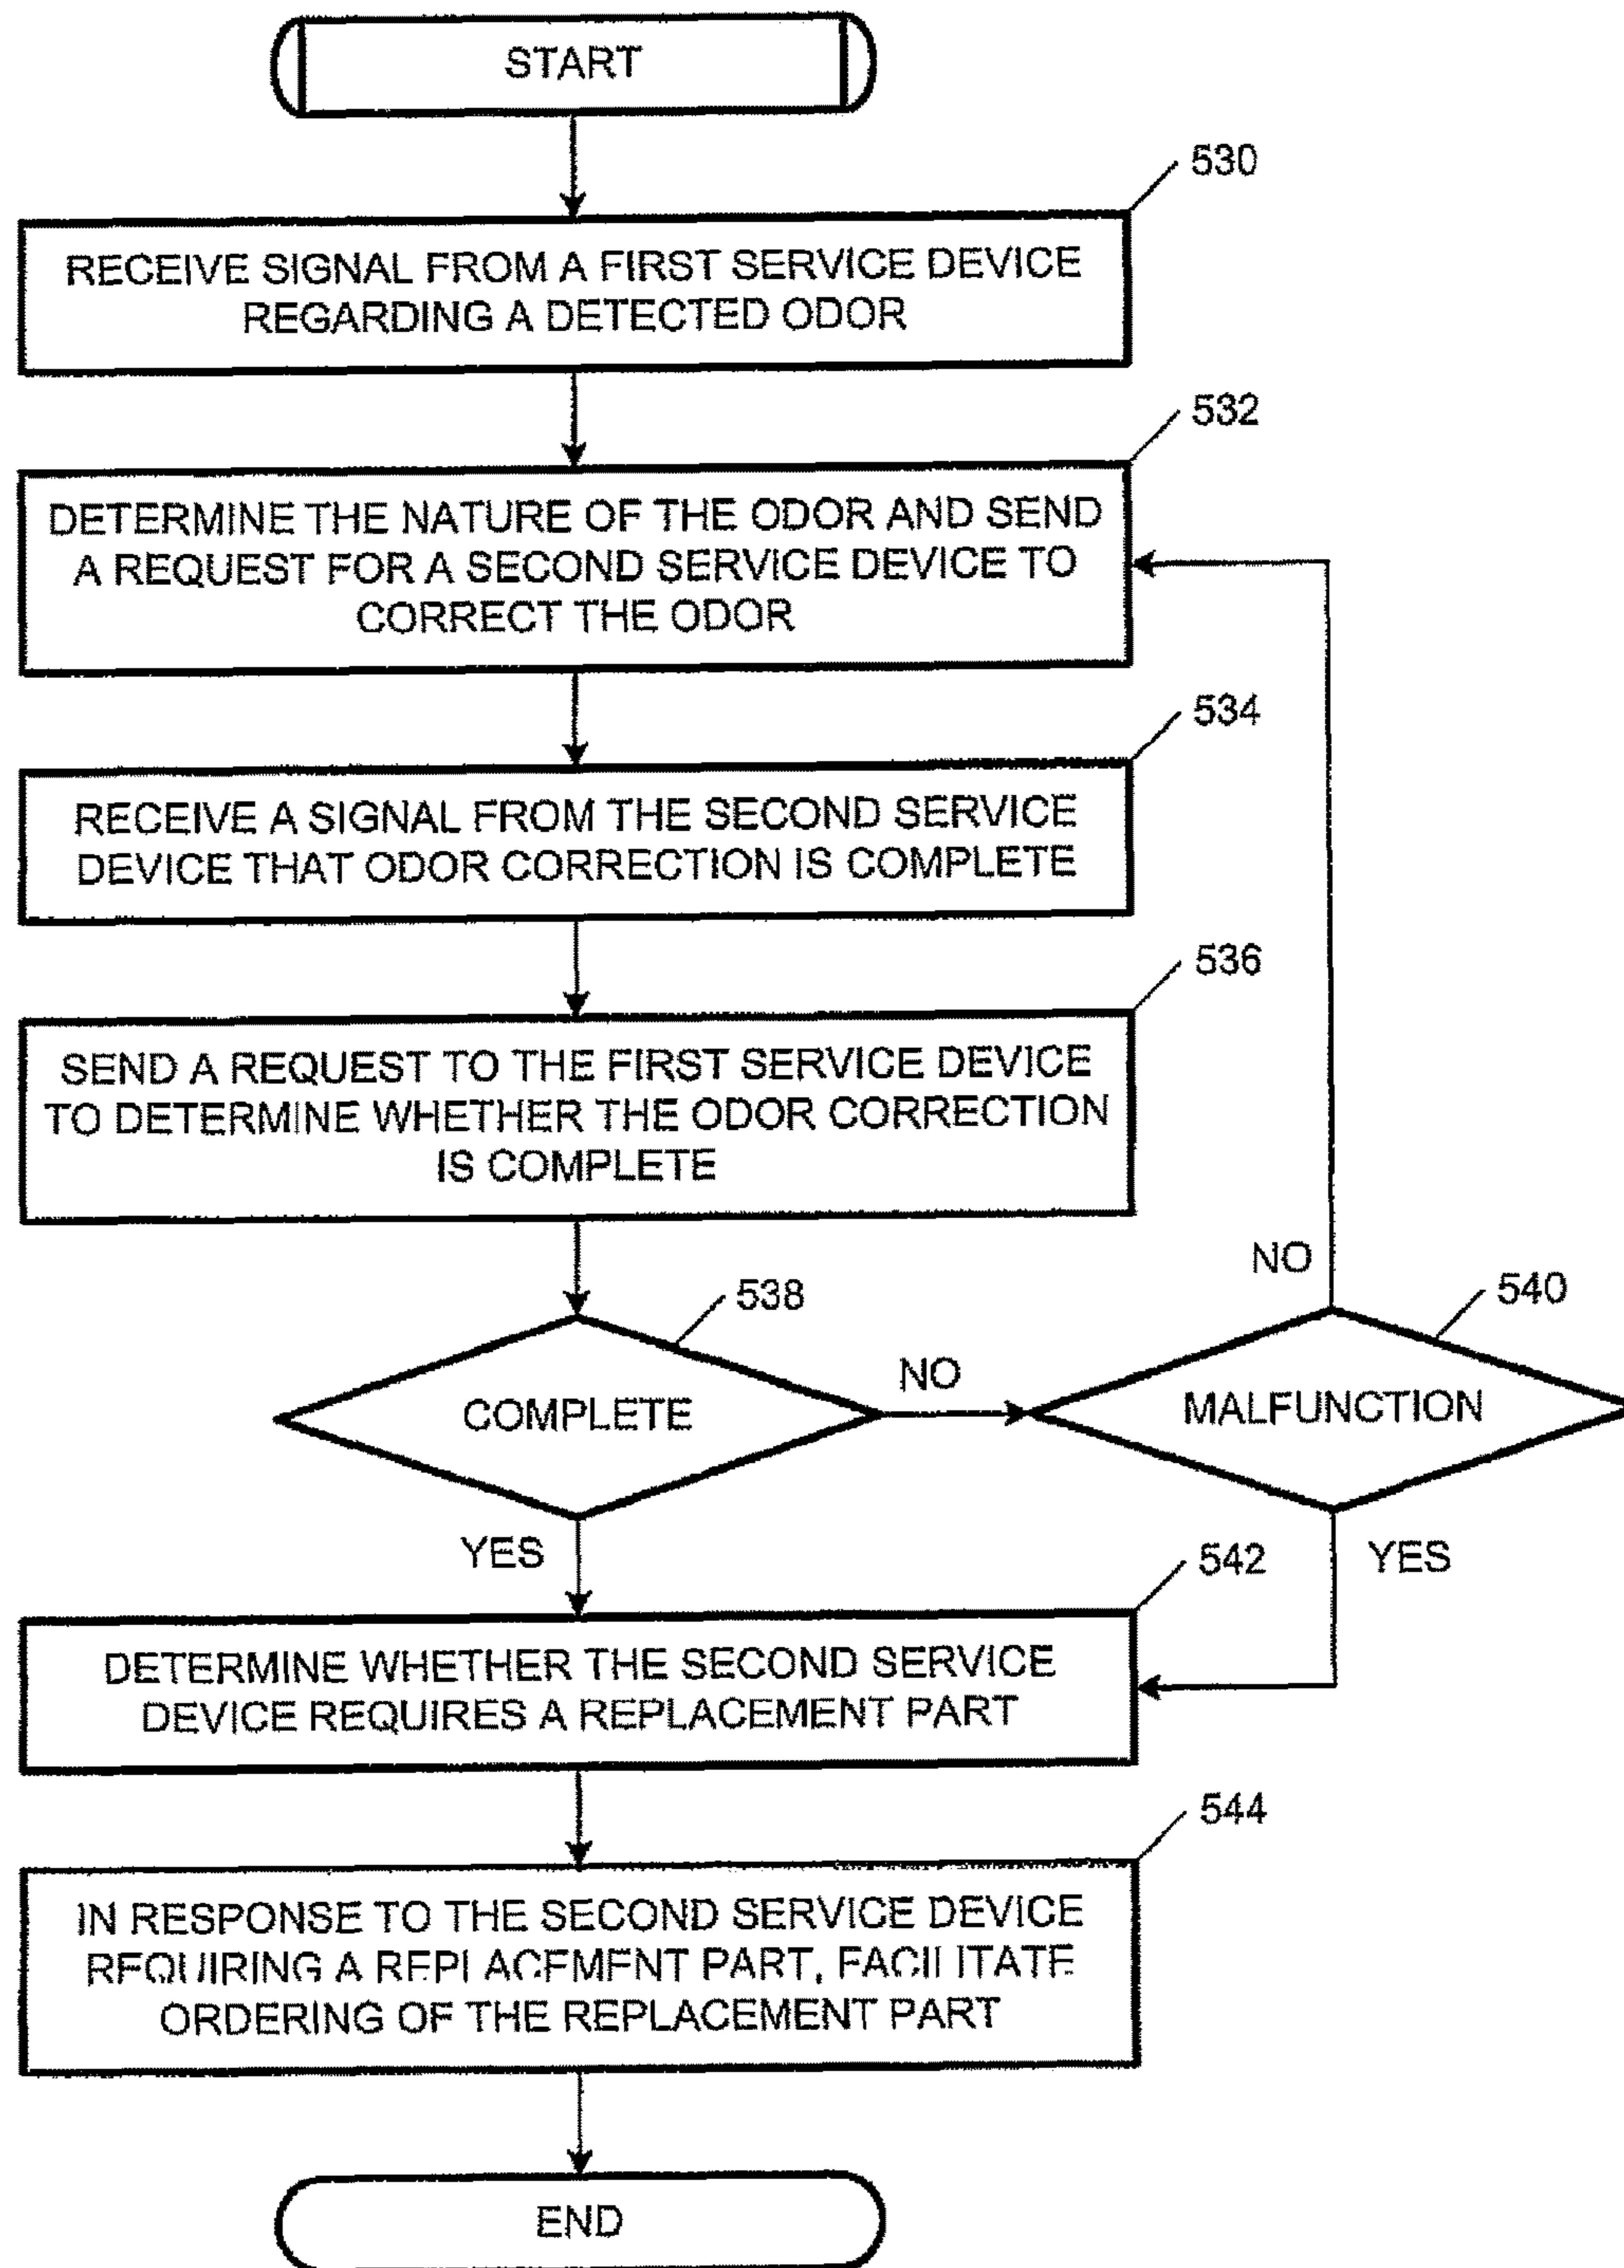 START
530
RECEIVE SIGNAL FROM A FIRST SERVICE DEVICE
REGARDING A DETECTED ODOR
532
DETERMINE THE NATURE OF THE ODOR AND SEND
A REQUEST FOR A SECOND SERVICE DEVICE TO
CORRECT THE ODOR
534
RECEIVE A SIGNAL FROM THE SECOND SERVICE
DEVICE THAT ODOR CORRECTION IS COMPLETE
536
SEND A REQUEST TO THE FIRST SERVICE DEVICE
TO DETERMINE WHETHER THE ODOR CORRECTION
IS COMPLETE
538
COMPLETE
NO
540
MALFUNCTION
NO
YES
YES
542
DETERMINE WHETHER THE SECOND SERVICE
DEVICE REQUIRES A REPLACEMENT PART
544
IN RESPONSE TO THE SECOND SERVICE DEVICE
REQUIRING A REPLACEMENT PART, FACILITATE
ORDERING OF THE REPLACEMENT PART
END